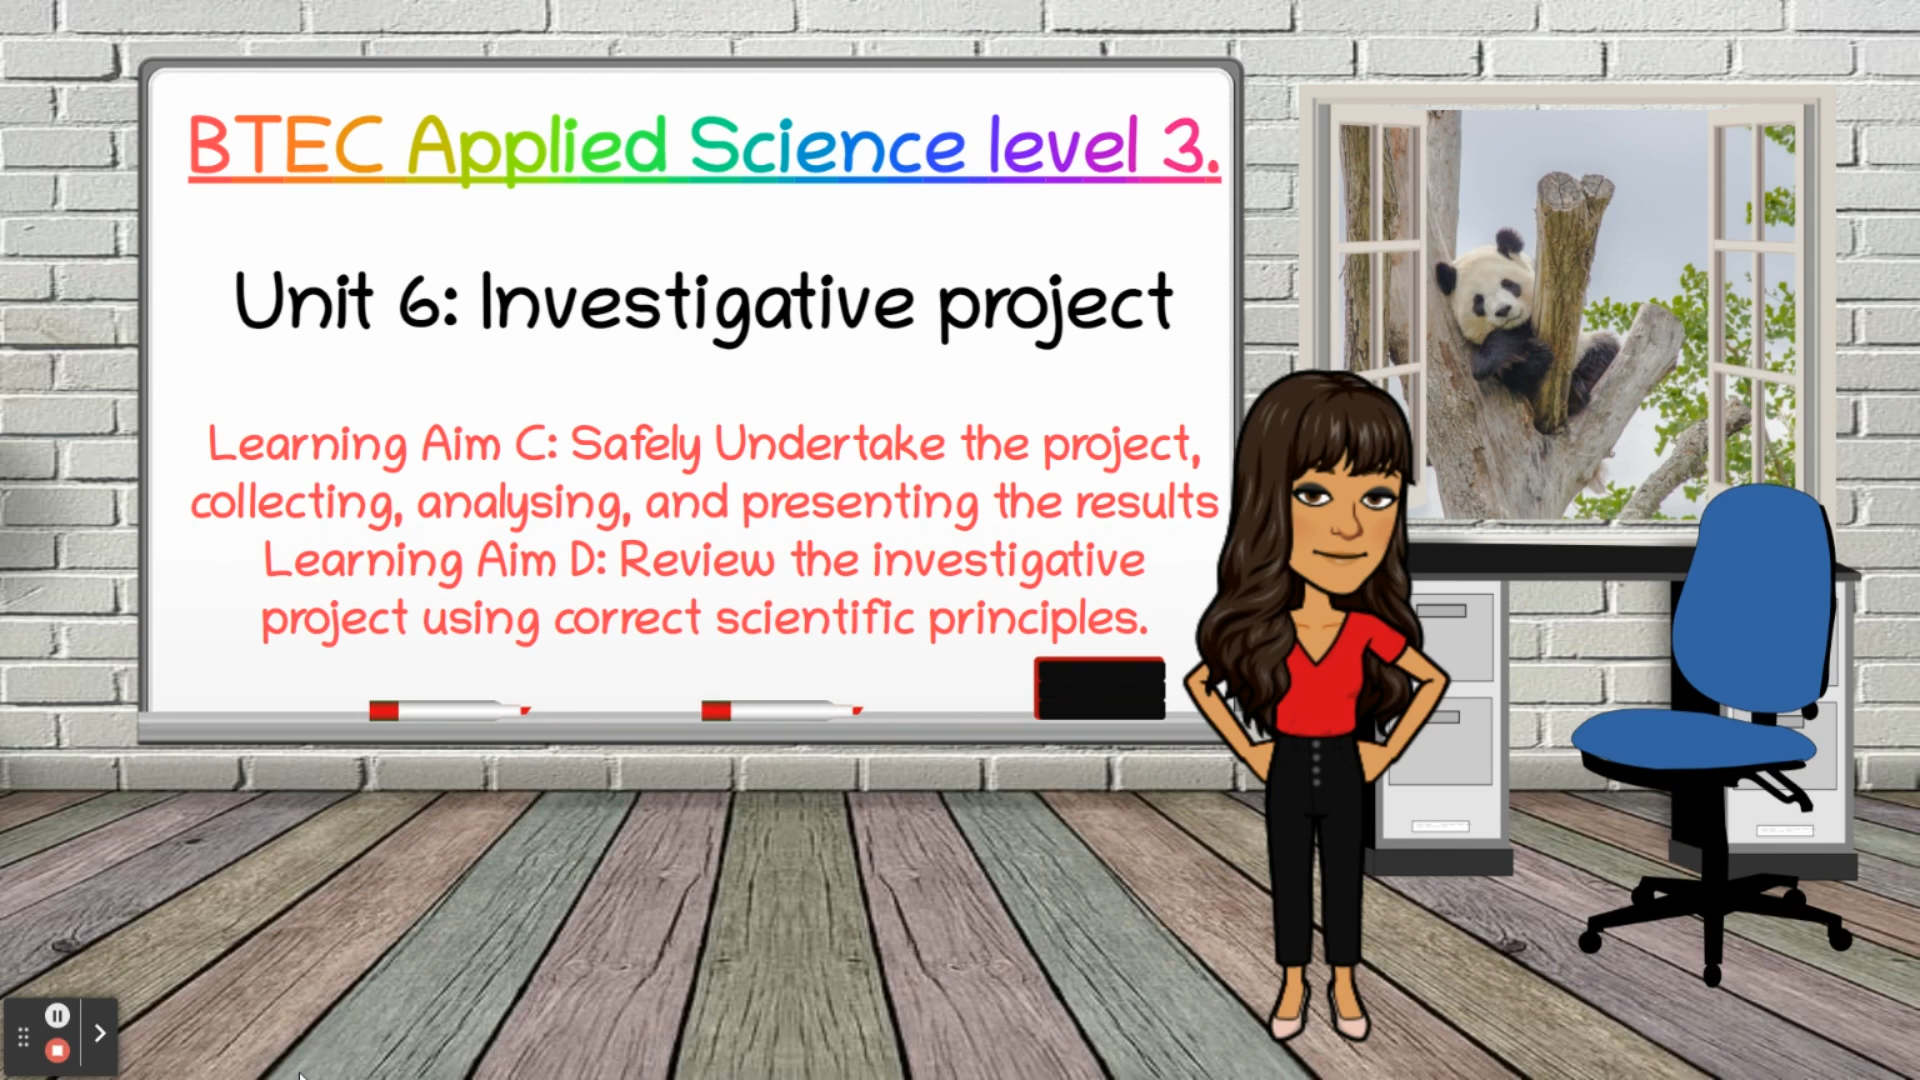 BTEC Applied Science level 3.
Unit 6: Investigative project
Learning Aim C: Safely Undertake the project,
collecting, analysing, and presenting the results
Learning Aim D: Review the investigative
project using correct scientific principles.